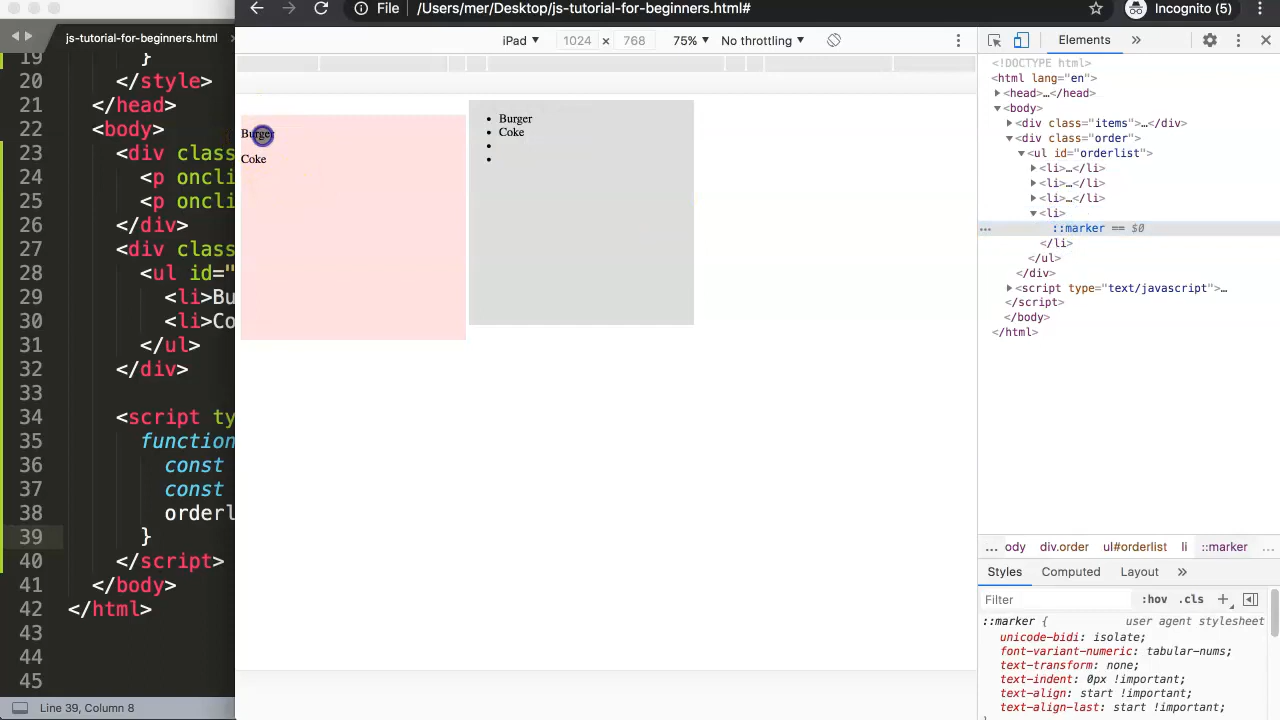 File /Users/mer/Desktop/js-tutorial-for-beginners.html#
Incognito (5)
js-tutorial-for-beginners.html
iPad 1024 × 768 75% No throttling
Elements
19 }
20 </style>
21 </head>
22 <body>
23 <div class
24 <p oncli
25 <p oncli
26 </div>
27 <div class
28 <ul id="
29 <li>Bu
30 <li>Co
31 </ul>
32 </div>
33
34 <script ty
35 function
36 const
37 const
38 orderl
39 }
40 </script>
41 </body>
42 </html>
43
44
45
Line 39, Column 8
Burger
Coke
Burger
Coke
<!DOCTYPE html>
<html lang="en">
<head>…</head>
<body>
<div class="items">…</div>
<div class="order">
<ul id="orderlist">
<li>…</li>
<li>…</li>
<li>…</li>
<li>
… ::marker == $0
</li>
</ul>
</div>
<script type="text/javascript">…
</script>
</body>
</html>
… ody div.order ul#orderlist li ::marker …
Styles Computed Layout
Filter :hov .cls
::marker { user agent stylesheet
unicode-bidi: isolate;
font-variant-numeric: tabular-nums;
text-transform: none;
text-indent: 0px !important;
text-align: start !important;
text-align-last: start !important;